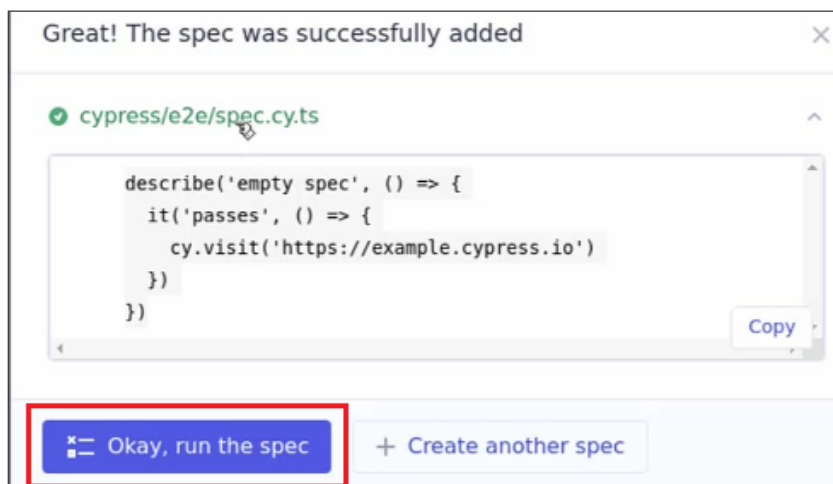 Great! The spec was successfully added
cypress/e2e/spec.cy.ts
describe('empty spec', () => {
it('passes', () => {
cy.visit('https://example.cypress.io')
})
})
Copy
Okay, run the spec
+ Create another spec